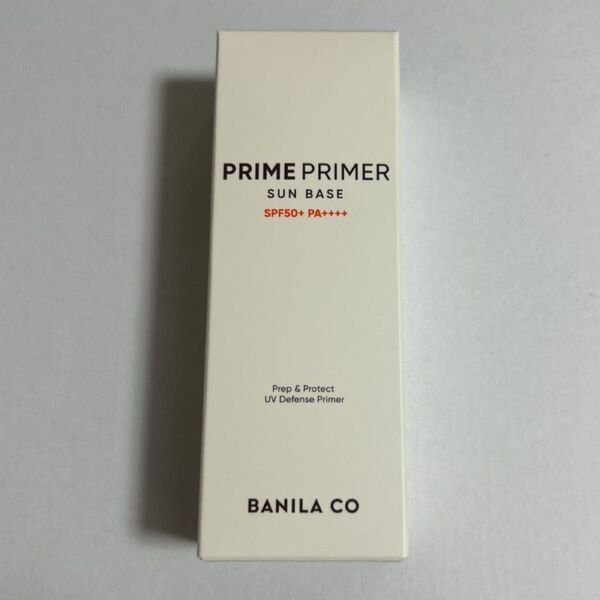 PRIME PRIMER
SUN BASE
SPF50+ PA++++
Prep & Protect
UV Defense Primer
BANILA CO